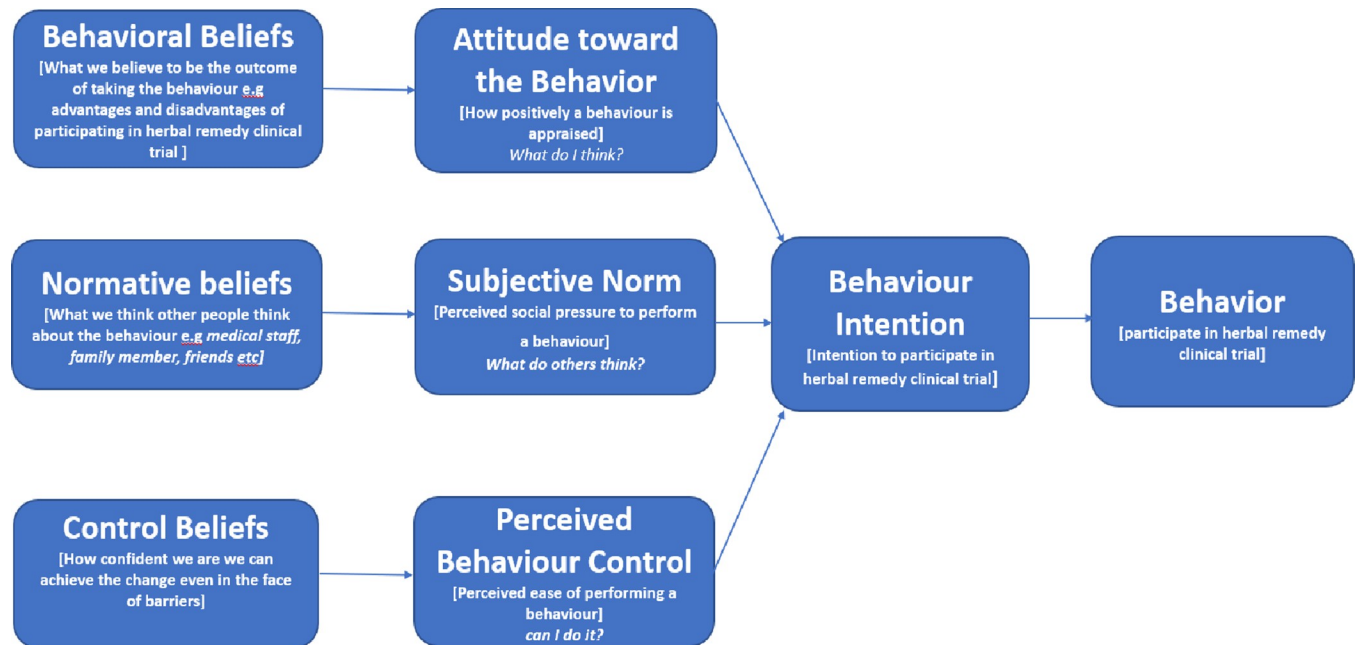 Behavioral Beliefs
[What we believe to be the outcome
of taking the behaviour e.g
advantages and disadvantages of
participating in herbal remedy clinical
trial ]
Attitude toward
the Behavior
[How positively a behaviour is
appraised]
What do I think?
Normative beliefs
[What we think other people think
about the behaviour e.g medical staff,
family member, friends etc]
Subjective Norm
[Perceived social pressure to perform
a behaviour]
What do others think?
Behaviour
Intention
[Intention to participate in
herbal remedy clinical trial]
Behavior
[participate in herbal remedy
clinical trial]
Control Beliefs
[How confident we are we can
achieve the change even in the face
of barriers]
Perceived
Behaviour Control
[Perceived ease of performing a
behaviour]
can I do it?